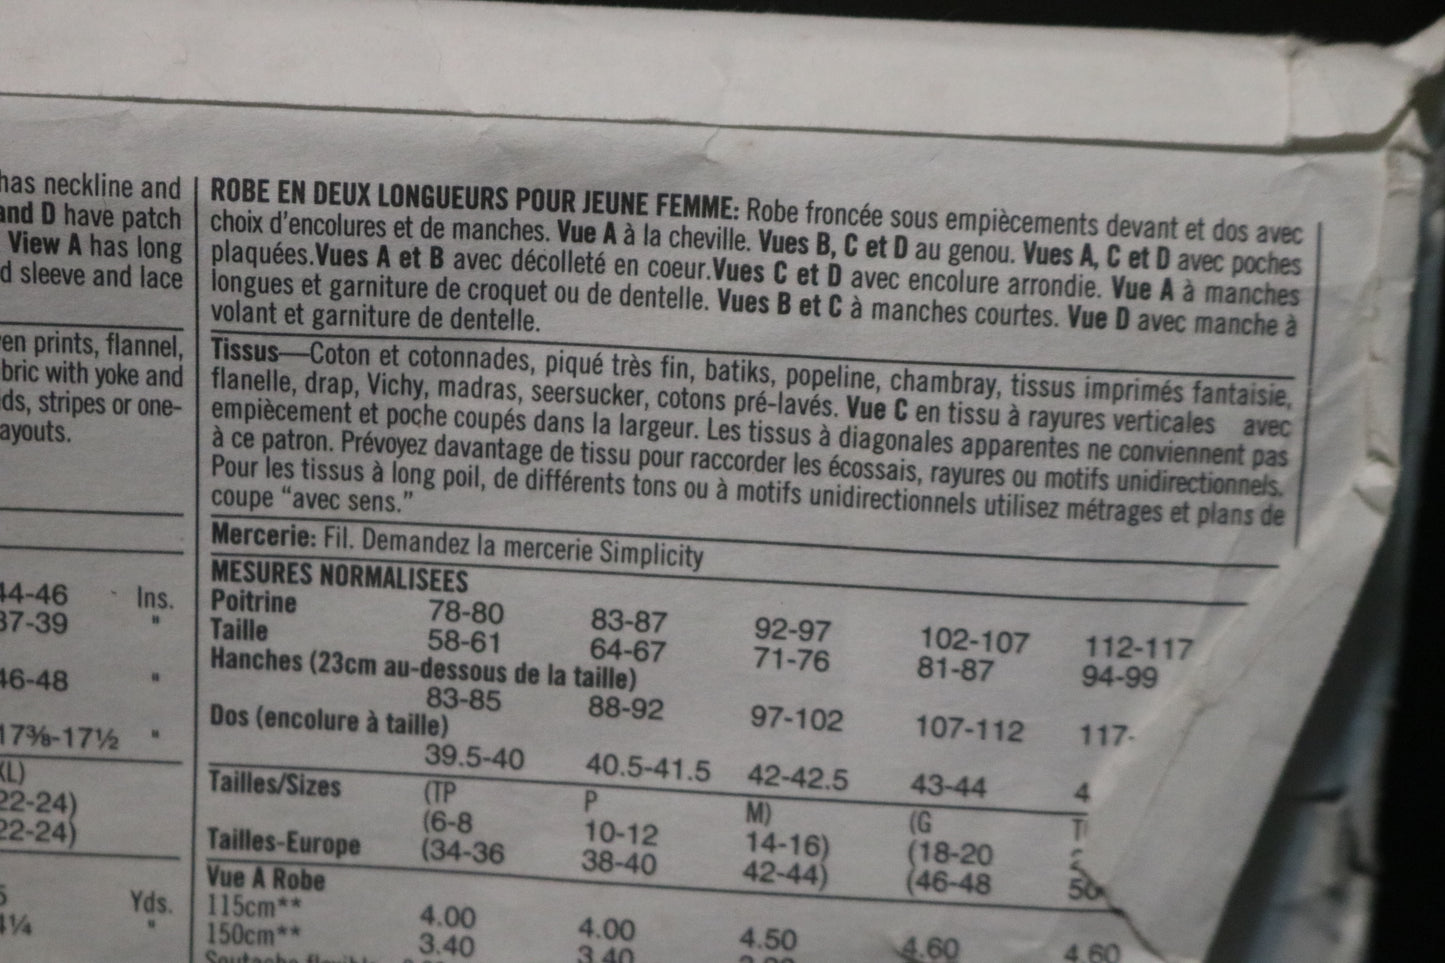 has neckline and
and D have patch
View A has long
d sleeve and lace
en prints, flannel,
bric with yoke and
ds, stripes or one-
ayouts.
44-46 Ins.
37-39 "
46-48 "
17⅜-17½ "
XL)
22-24)
22-24)
Yds.
¼ "
ROBE EN DEUX LONGUEURS POUR JEUNE FEMME: Robe froncée sous empiècements devant et dos avec
choix d'encolures et de manches. Vue A à la cheville. Vues B, C et D au genou. Vues A, C et D avec poches
plaquées.Vues A et B avec décolleté en coeur.Vues C et D avec encolure arrondie. Vue A à manches
longues et garniture de croquet ou de dentelle. Vues B et C à manches courtes. Vue D avec manche à
volant et garniture de dentelle.
Tissus—Coton et cotonnades, piqué très fin, batiks, popeline, chambray, tissus imprimés fantaisie,
flanelle, drap, Vichy, madras, seersucker, cotons pré-lavés. Vue C en tissu à rayures verticales avec
empiècement et poche coupés dans la largeur. Les tissus à diagonales apparentes ne conviennent pas
à ce patron. Prévoyez davantage de tissu pour raccorder les écossais, rayures ou motifs unidirectionnels.
Pour les tissus à long poil, de différents tons ou à motifs unidirectionnels utilisez métrages et plans de
coupe "avec sens."
Mercerie: Fil. Demandez la mercerie Simplicity
MESURES NORMALISEES
Poitrine 78-80 83-87 92-97 102-107 112-117
Taille 58-61 64-67 71-76 81-87 94-99
Hanches (23cm au-dessous de la taille)
83-85 88-92 97-102 107-112 117-
Dos (encolure à taille)
39.5-40 40.5-41.5 42-42.5 43-44 4
Tailles/Sizes (TP P M) (G T
(6-8 10-12 14-16) (18-20
Tailles-Europe (34-36 38-40 42-44) (46-48 50
Vue A Robe
115cm** 4.00 4.00 4.50 4.60 4.60
150cm** 3.40 3.40